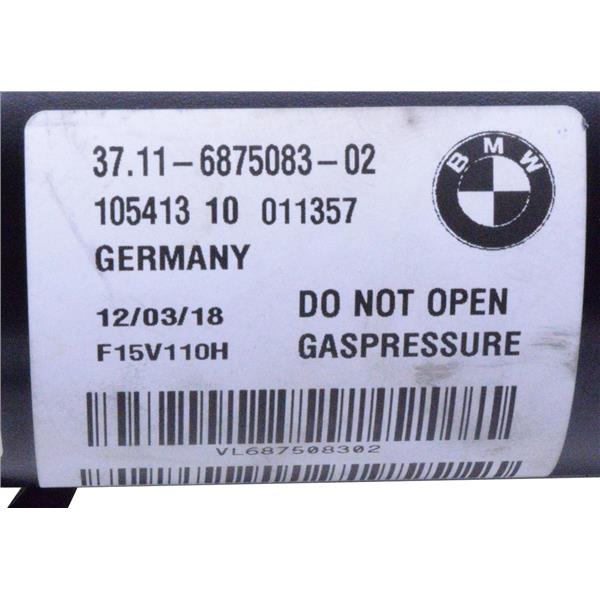 37.11-6875083-02
105413 10 011357
GERMANY
BMW
12/03/18
F15V110H
DO NOT OPEN
GASPRESSURE
VL687508302